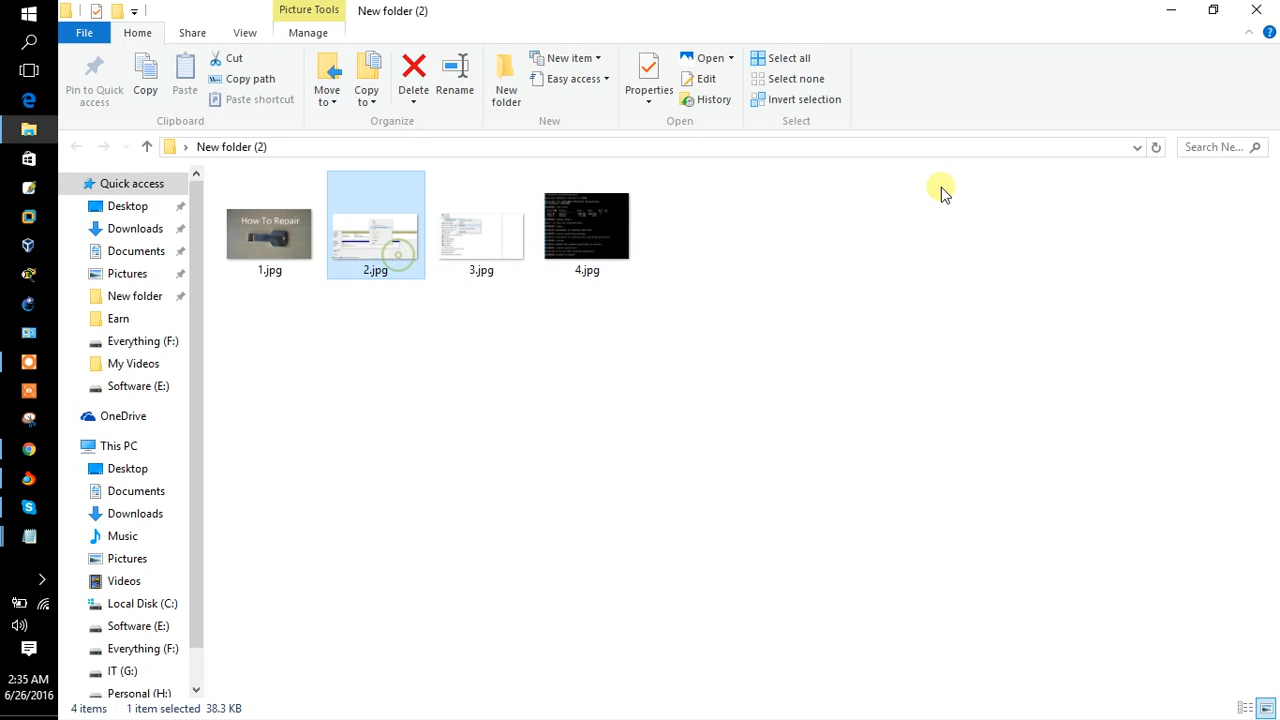 Picture Tools
New folder (2)
File
Home
Share
View
Manage
Pin to Quick access
Copy
Paste
Cut
Copy path
Paste shortcut
Clipboard
Move to
Copy to
Delete
Rename
Organize
New folder
New item
Easy access
New
Properties
Open
Edit
History
Open
Select all
Select none
Invert selection
Select
New folder (2)
Search Ne...
Quick access
Desktop
Pictures
New folder
Earn
Everything (F:)
My Videos
Software (E:)
OneDrive
This PC
Desktop
Documents
Downloads
Music
Pictures
Videos
Local Disk (C:)
Software (E:)
Everything (F:)
IT (G:)
Personal (H:)
How To Repair
1.jpg
2.jpg
3.jpg
4.jpg
2:35 AM
6/26/2016
4 items
1 item selected 38.3 KB